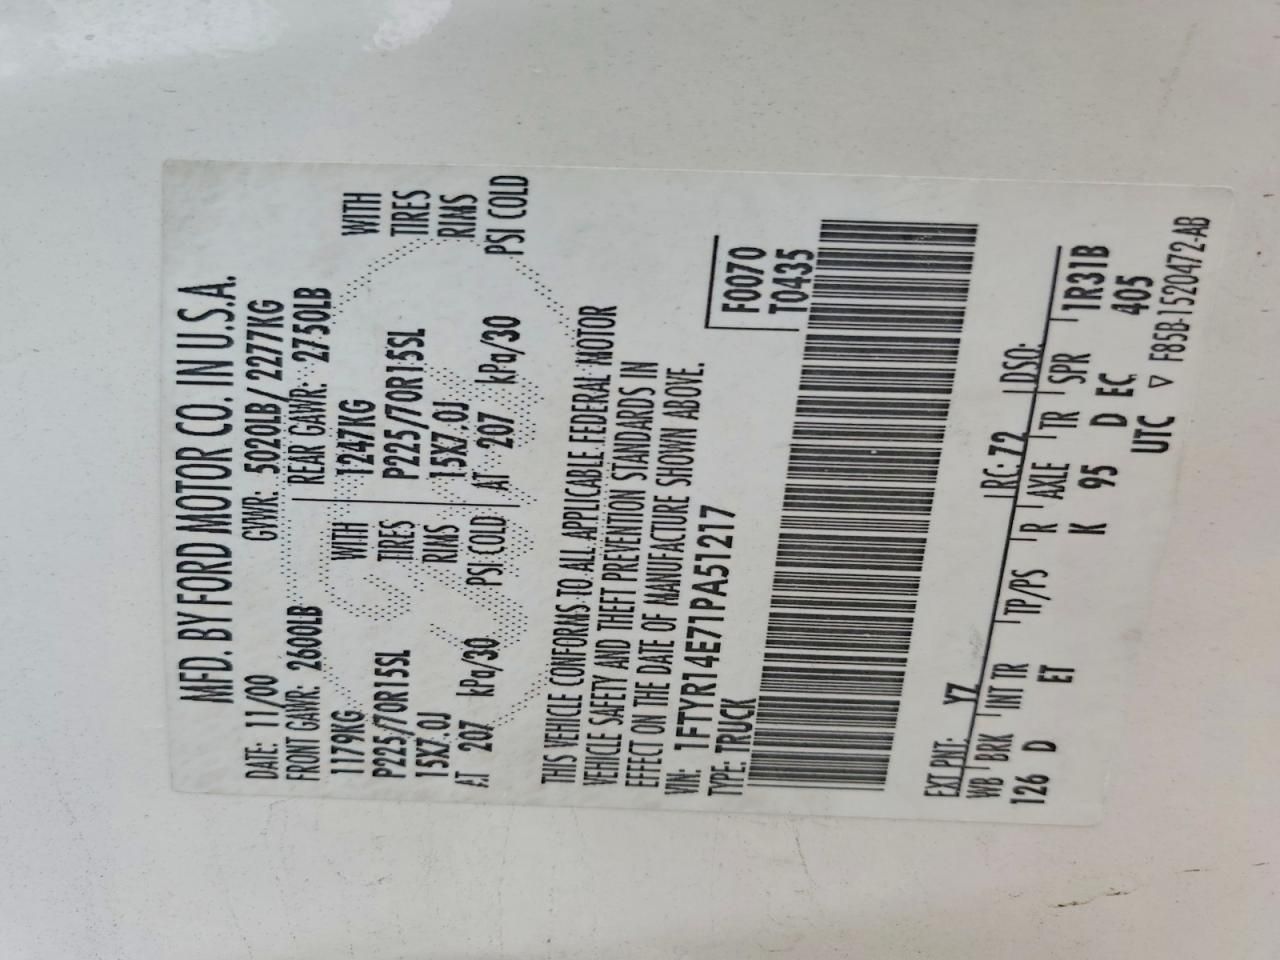 MFD. BY FORD MOTOR CO. IN U.S.A.
DATE: 11/00 GVWR: 5020LB/ 2277KG
FRONT GAWR: 2600LB REAR GAWR: 2750LB
1179KG WITH 1247KG WITH
P225/70R15SL TIRES P225/70R15SL TIRES
15X7.0J RIMS 15X7.0J RIMS
AT 207 kPa/30 PSI COLD AT 207 kPa/30 PSI COLD
THIS VEHICLE CONFORMS TO ALL APPLICABLE FEDERAL MOTOR
VEHICLE SAFETY AND THEFT PREVENTION STANDARDS IN
EFFECT ON THE DATE OF MANUFACTURE SHOWN ABOVE.
VIN: 1FTYR14E71PA51217
TYPE: TRUCK
F0070
T0435
EXT PNT: YZ RC: 72 DSO:
WB BRK INT TR TP/PS R AXLE TR SPR 1R31B
126 D ET K 95 D EC 405
UTC ▽ F85B-1520472-AB